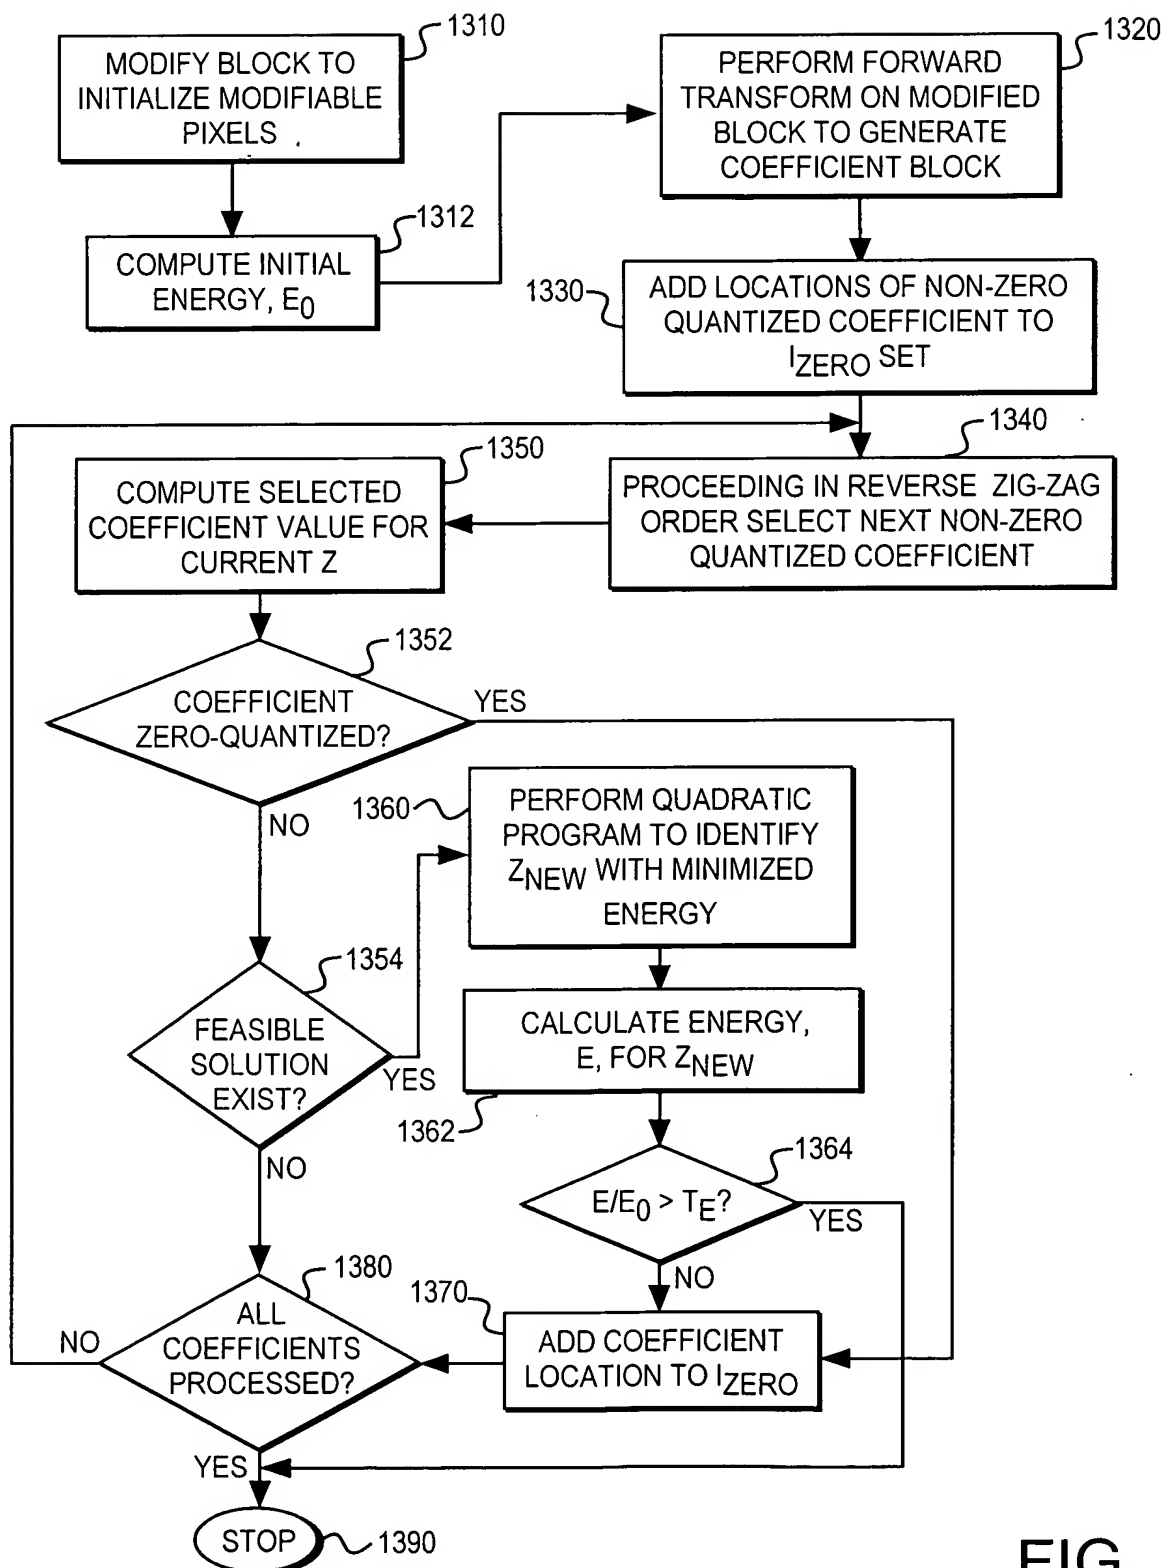 1310
MODIFY BLOCK TO
INITIALIZE MODIFIABLE
PIXELS
1312
COMPUTE INITIAL
ENERGY, E0
1320
PERFORM FORWARD
TRANSFORM ON MODIFIED
BLOCK TO GENERATE
COEFFICIENT BLOCK
1330
ADD LOCATIONS OF NON-ZERO
QUANTIZED COEFFICIENT TO
IZERO SET
1340
PROCEEDING IN REVERSE ZIG-ZAG
ORDER SELECT NEXT NON-ZERO
QUANTIZED COEFFICIENT
1350
COMPUTE SELECTED
COEFFICIENT VALUE FOR
CURRENT Z
1352
COEFFICIENT
ZERO-QUANTIZED?
YES
NO
1354
FEASIBLE
SOLUTION
EXIST?
YES
NO
1360
PERFORM QUADRATIC
PROGRAM TO IDENTIFY
ZNEW WITH MINIMIZED
ENERGY
CALCULATE ENERGY,
E, FOR ZNEW
1362
1364
E/E0 > TE?
YES
NO
1370
ADD COEFFICIENT
LOCATION TO IZERO
1380
ALL
COEFFICIENTS
PROCESSED?
NO
YES
STOP
1390
FIG